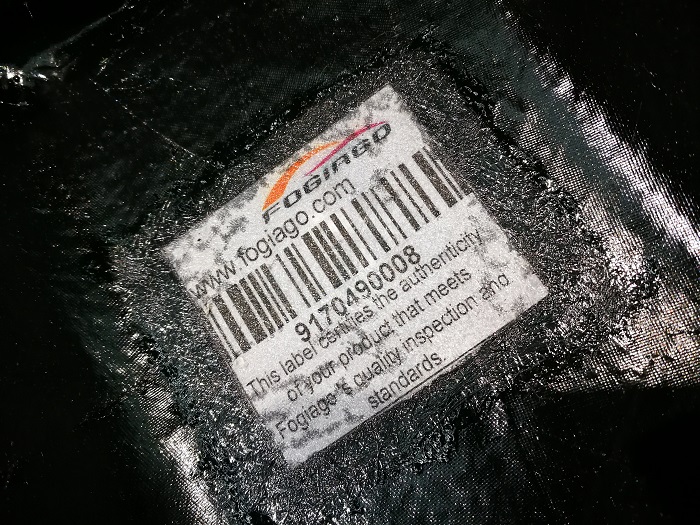 FOGIAGO
www.fogiago.com
9170490008
This label certifies the authenticity
of your product that meets
Fogiago's quality inspection and
standards.